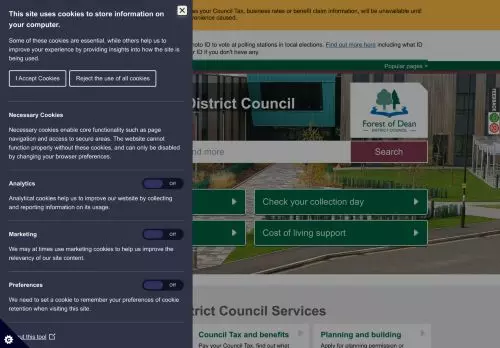 This site uses cookies to store information on
your computer.
Some of these cookies are essential, while others help us to
improve your experience by providing insights into how the site is
being used.
I Accept Cookies
Reject the use of all cookies
Necessary Cookies
Necessary cookies enable core functionality such as page
navigation and access to secure areas. The website cannot
function properly without these cookies, and can only be disabled
by changing your browser preferences.
Analytics
Off
Analytical cookies help us to improve our website by collecting
and reporting information on its usage.
Marketing
Off
We may at times use marketing cookies to help us improve the
relevancy of our site content.
Preferences
Off
We need to set a cookie to remember your preferences of cookie
retention when visiting this site.
ut this tool
as your Council Tax, business rates or benefit claim information, will be unavailable until
venience caused.
hoto ID to vote at polling stations in local elections. Find out more here including what ID
r ID if you don't have any.
Popular pages
District Council
Forest of Dean
DISTRICT COUNCIL
nd more
Search
Check your collection day
Cost of living support
strict Council Services
Council Tax and benefits
Pay your Council Tax, find out what
Planning and building
Apply for planning permission or